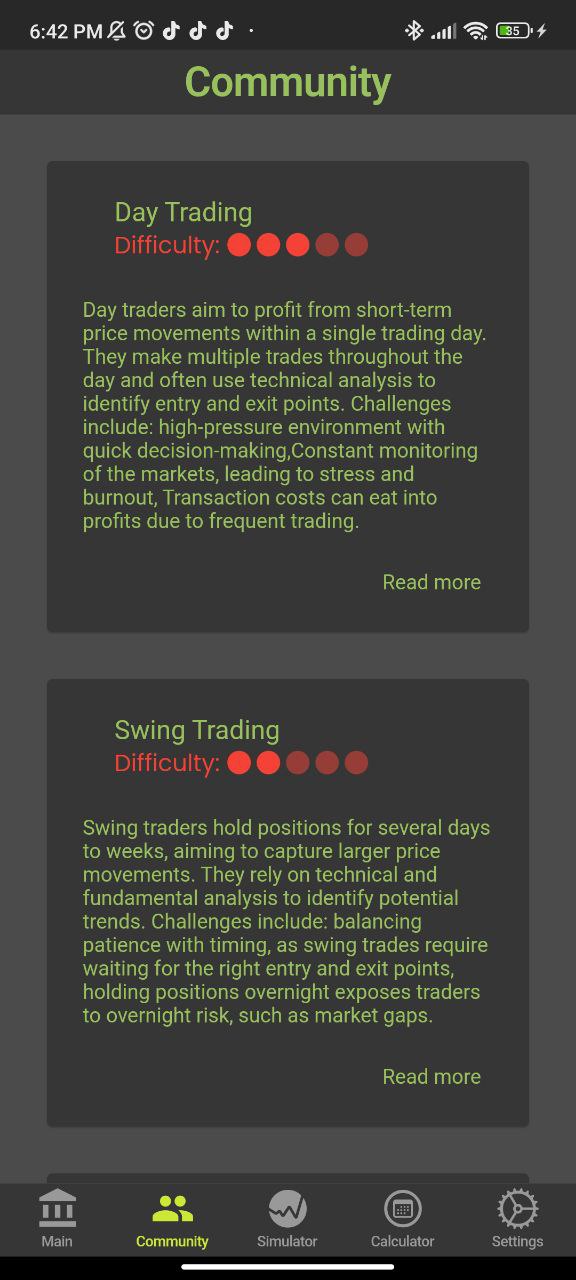 6:42 PM
35
Community
Day Trading
Difficulty:
Day traders aim to profit from short-term
price movements within a single trading day.
They make multiple trades throughout the
day and often use technical analysis to
identify entry and exit points. Challenges
include: high-pressure environment with
quick decision-making,Constant monitoring
of the markets, leading to stress and
burnout, Transaction costs can eat into
profits due to frequent trading.
Read more
Swing Trading
Difficulty:
Swing traders hold positions for several days
to weeks, aiming to capture larger price
movements. They rely on technical and
fundamental analysis to identify potential
trends. Challenges include: balancing
patience with timing, as swing trades require
waiting for the right entry and exit points,
holding positions overnight exposes traders
to overnight risk, such as market gaps.
Read more
Main
Community
Simulator
Calculator
Settings